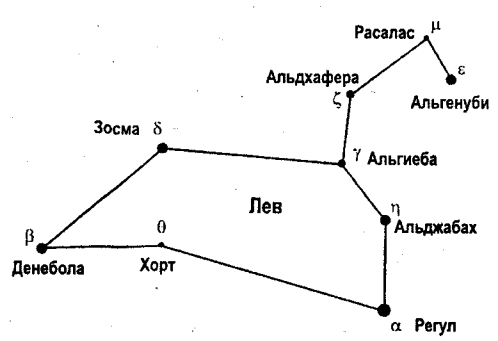 Расалас μ
ε
Альдхафера
ζ
Альгенуби
Зосма δ
γ Альгиеба
Лев
η
Альджабах
β
θ
Денебола
Хорт
α Регул